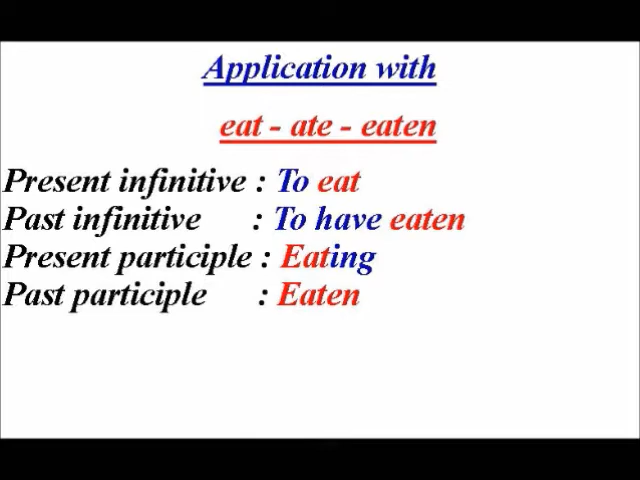 Application with
eat - ate - eaten
Present infinitive : To eat
Past infinitive : To have eaten
Present participle : Eating
Past participle : Eaten